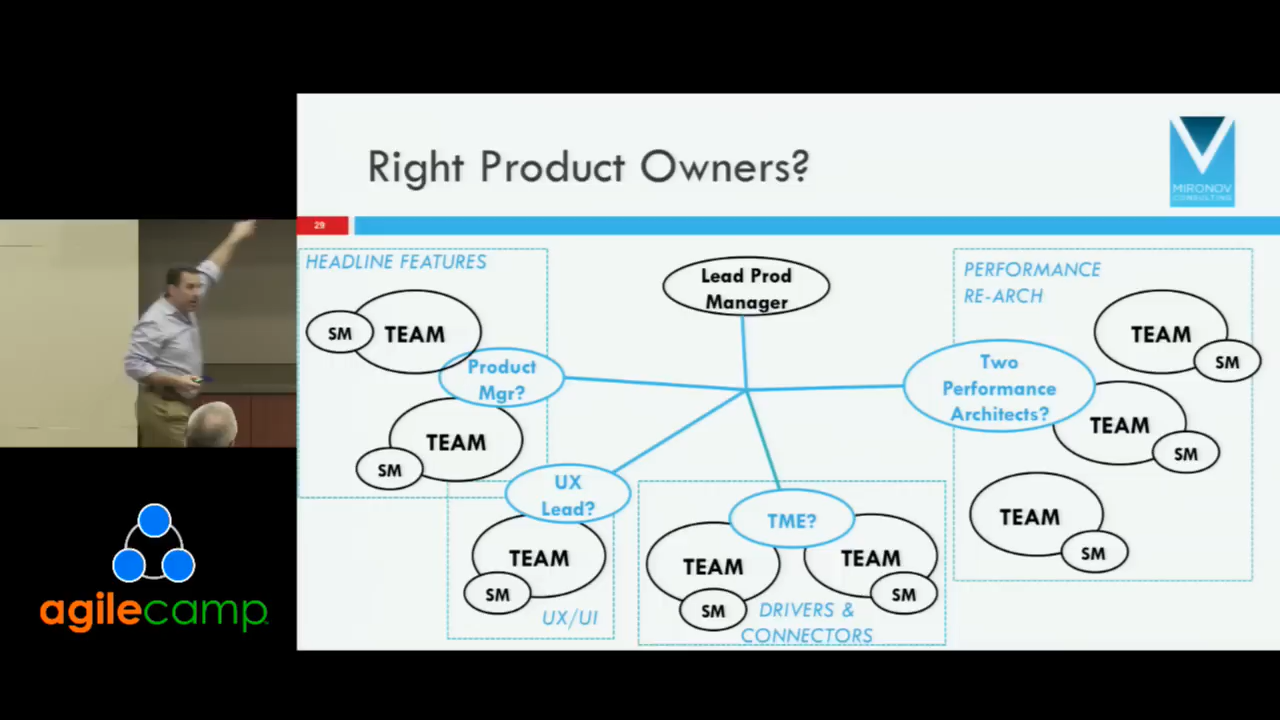 Right Product Owners?
MIRONOV
CONSULTING
29
HEADLINE FEATURES
SM
TEAM
Product
Mgr?
TEAM
SM
Lead Prod
Manager
PERFORMANCE
RE-ARCH
TEAM
SM
Two
Performance
Architects?
TEAM
SM
TEAM
SM
UX
Lead?
TEAM
SM
UX/UI
TME?
TEAM
SM
TEAM
SM
DRIVERS &
CONNECTORS
agilecamp